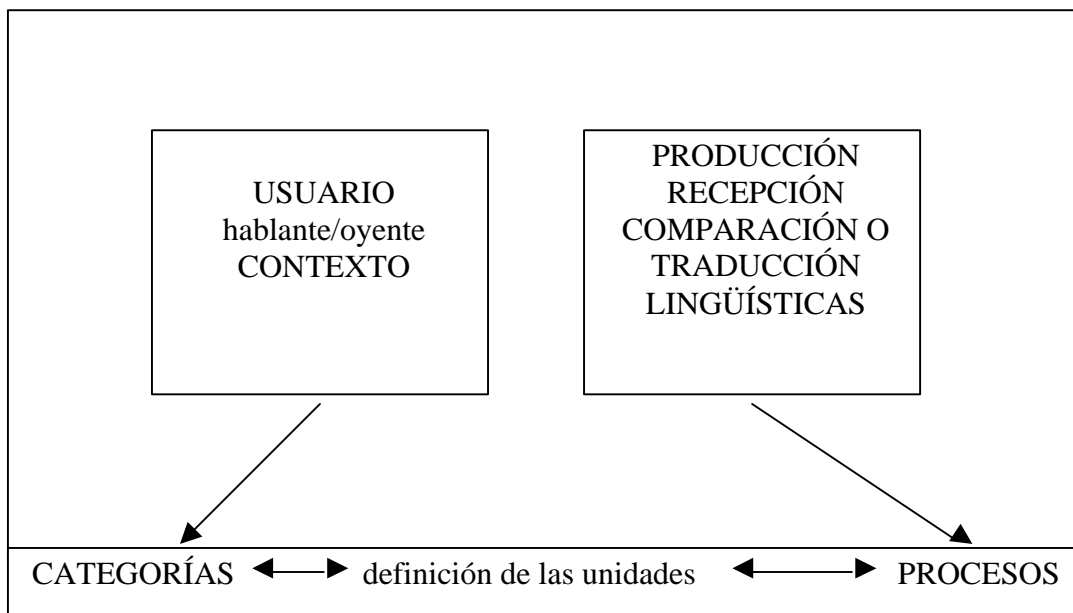 USUARIO
hablante/oyente
CONTEXTO
PRODUCCIÓN
RECEPCIÓN
COMPARACIÓN O
TRADUCCIÓN
LINGÜÍSTICAS
CATEGORÍAS definición de las unidades PROCESOS